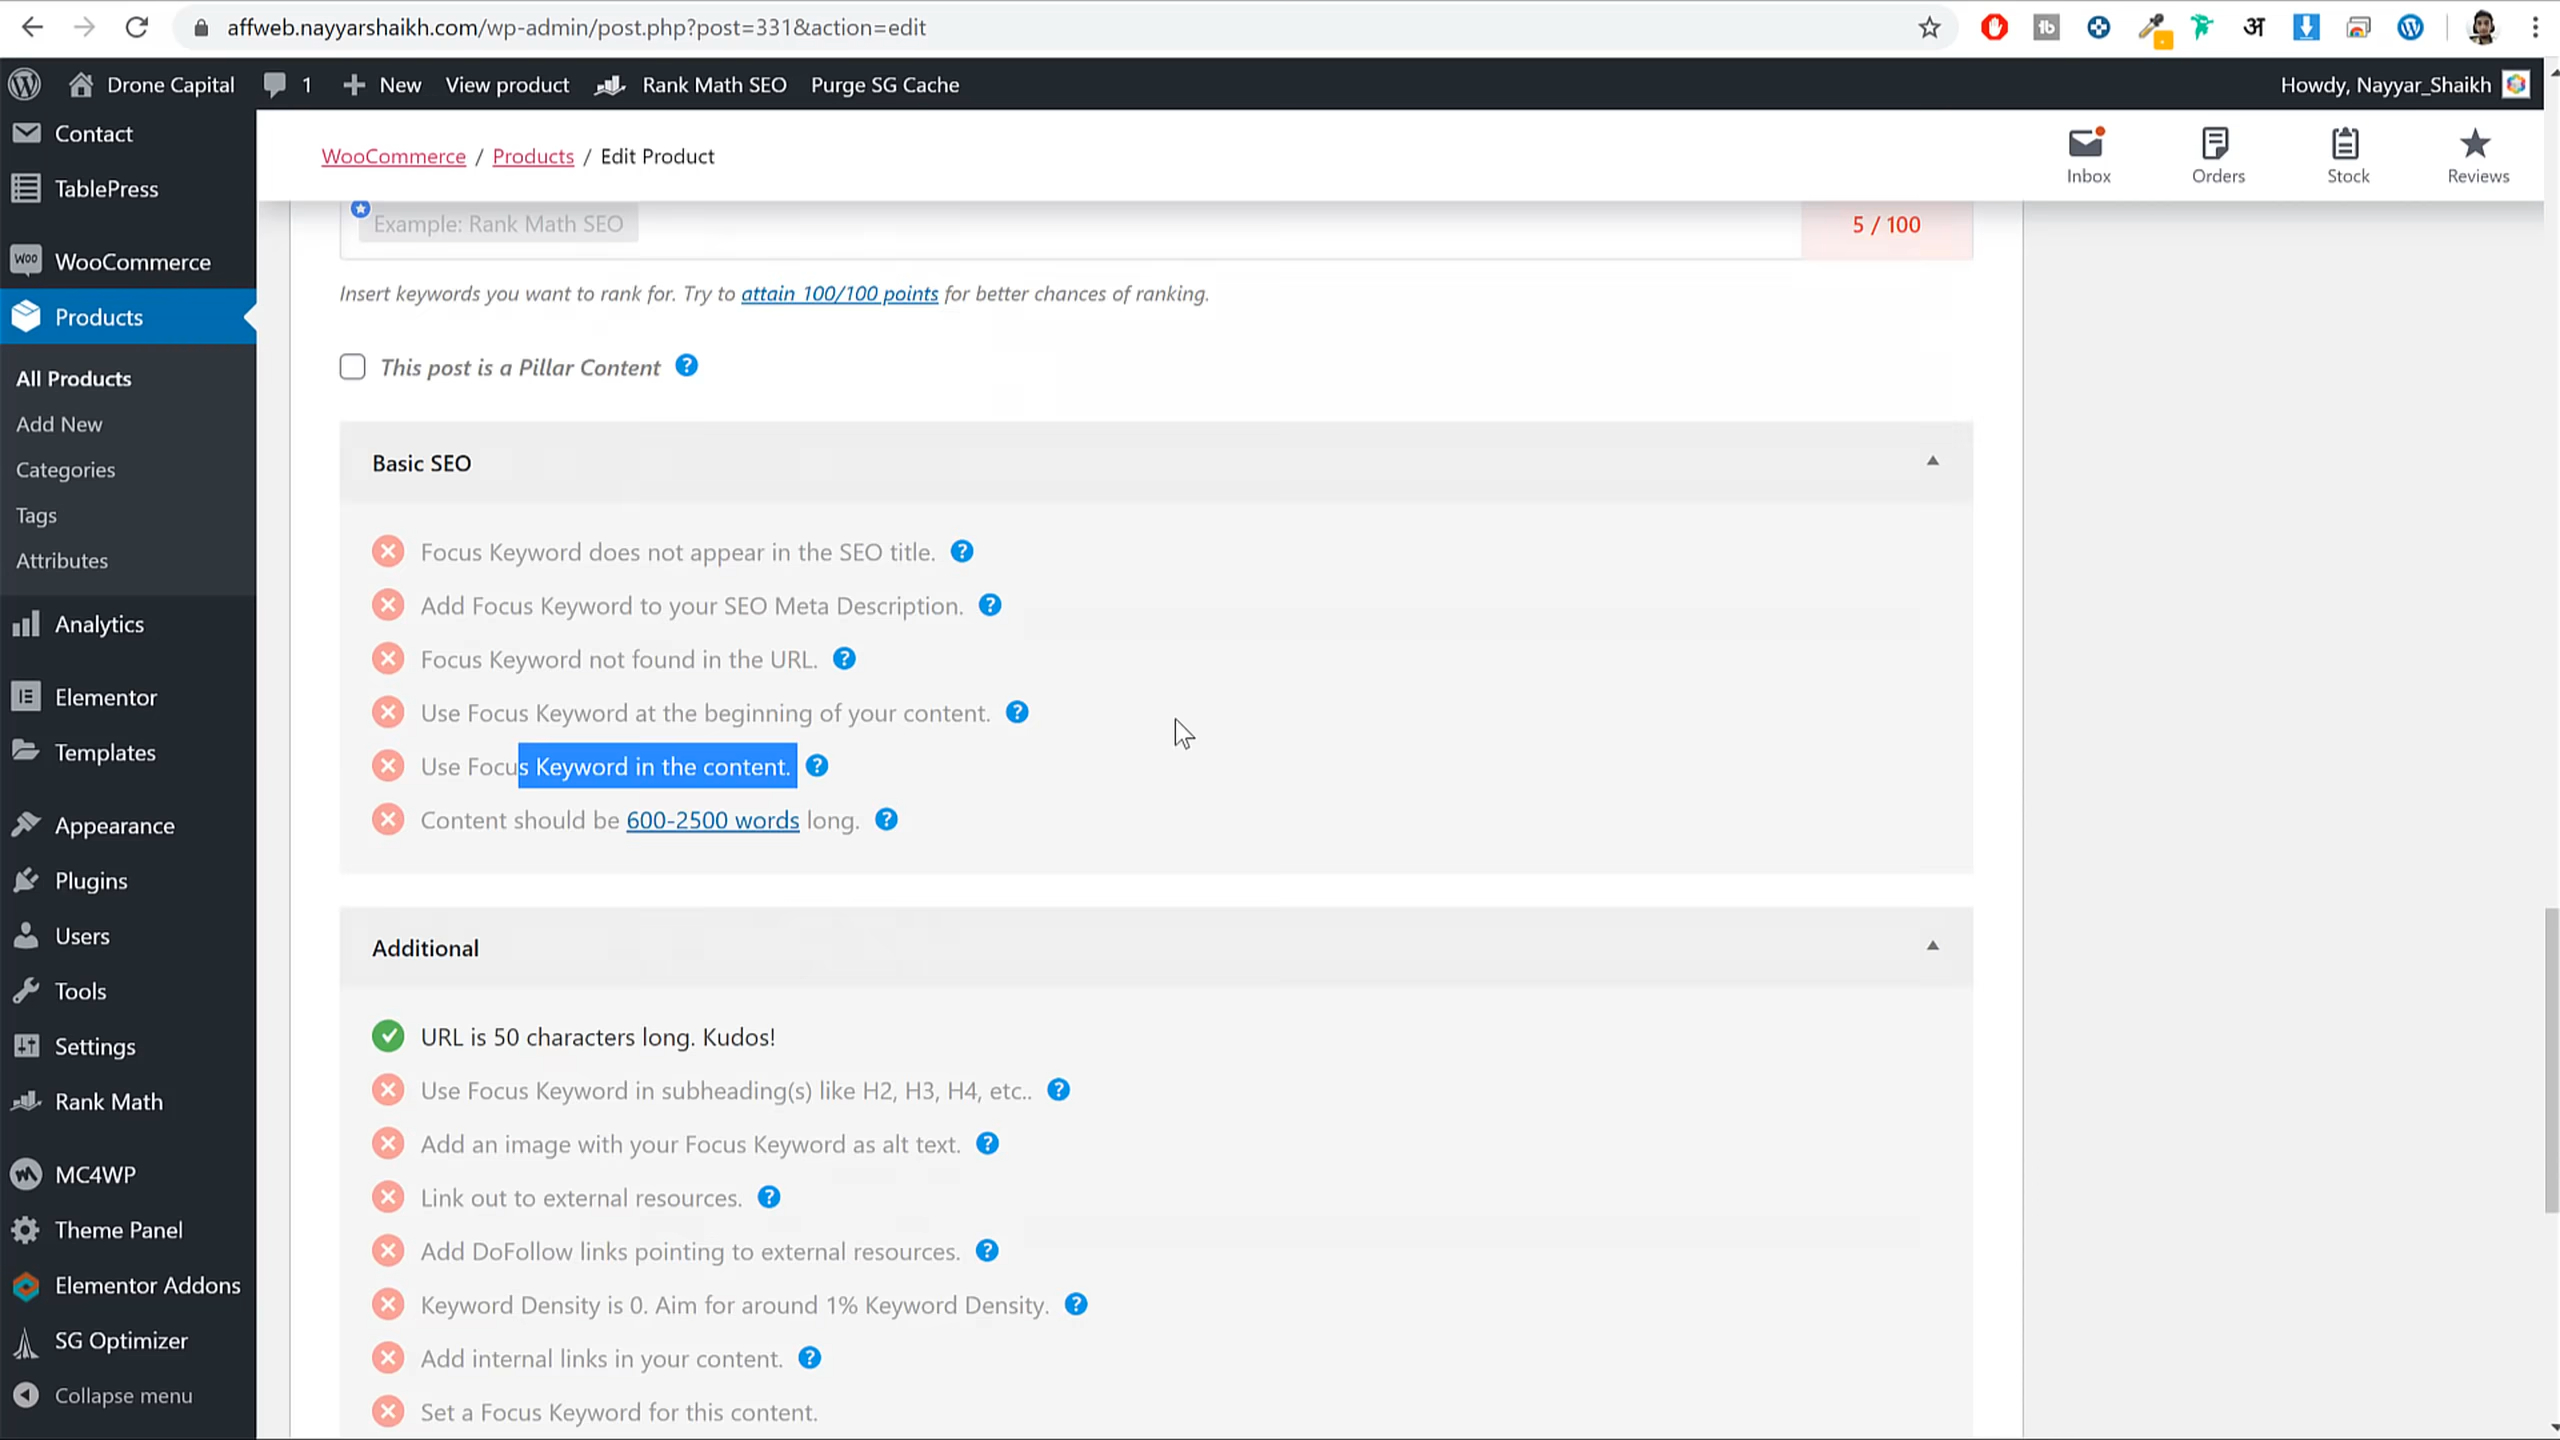 affweb.nayyarshaikh.com/wp-admin/post.php?post=331&action=edit
Drone Capital 1 New View product Rank Math SEO Purge SG Cache Howdy, Nayyar_Shaikh
Contact
TablePress
WooCommerce
Products
All Products
Add New
Categories
Tags
Attributes
Analytics
Elementor
Templates
Appearance
Plugins
Users
Tools
Settings
Rank Math
MC4WP
Theme Panel
Elementor Addons
SG Optimizer
Collapse menu
WooCommerce / Products / Edit Product
Inbox Orders Stock Reviews
Example: Rank Math SEO 5 / 100
Insert keywords you want to rank for. Try to attain 100/100 points for better chances of ranking.
This post is a Pillar Content ?
Basic SEO
Focus Keyword does not appear in the SEO title. ?
Add Focus Keyword to your SEO Meta Description. ?
Focus Keyword not found in the URL. ?
Use Focus Keyword at the beginning of your content. ?
Use Focus Keyword in the content. ?
Content should be 600-2500 words long. ?
Additional
URL is 50 characters long. Kudos!
Use Focus Keyword in subheading(s) like H2, H3, H4, etc.. ?
Add an image with your Focus Keyword as alt text. ?
Link out to external resources. ?
Add DoFollow links pointing to external resources. ?
Keyword Density is 0. Aim for around 1% Keyword Density. ?
Add internal links in your content. ?
Set a Focus Keyword for this content.